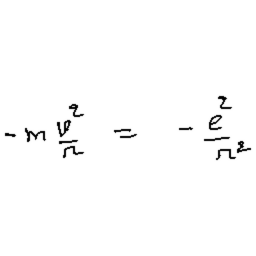 -m v²/r = - e²/r²